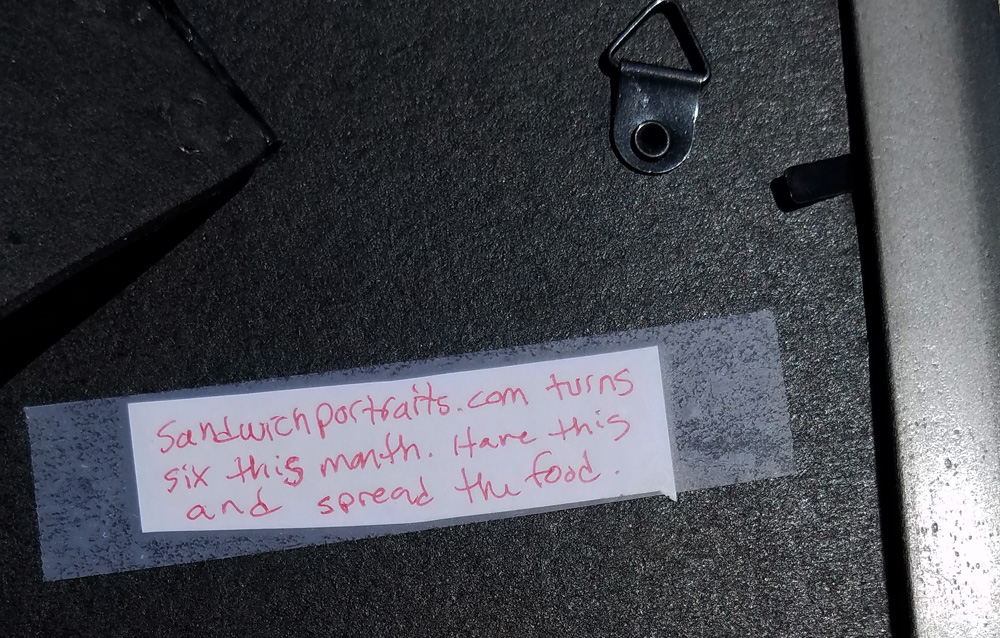 Sandwichportraits.com turns
six this month. Have this
and spread the food.